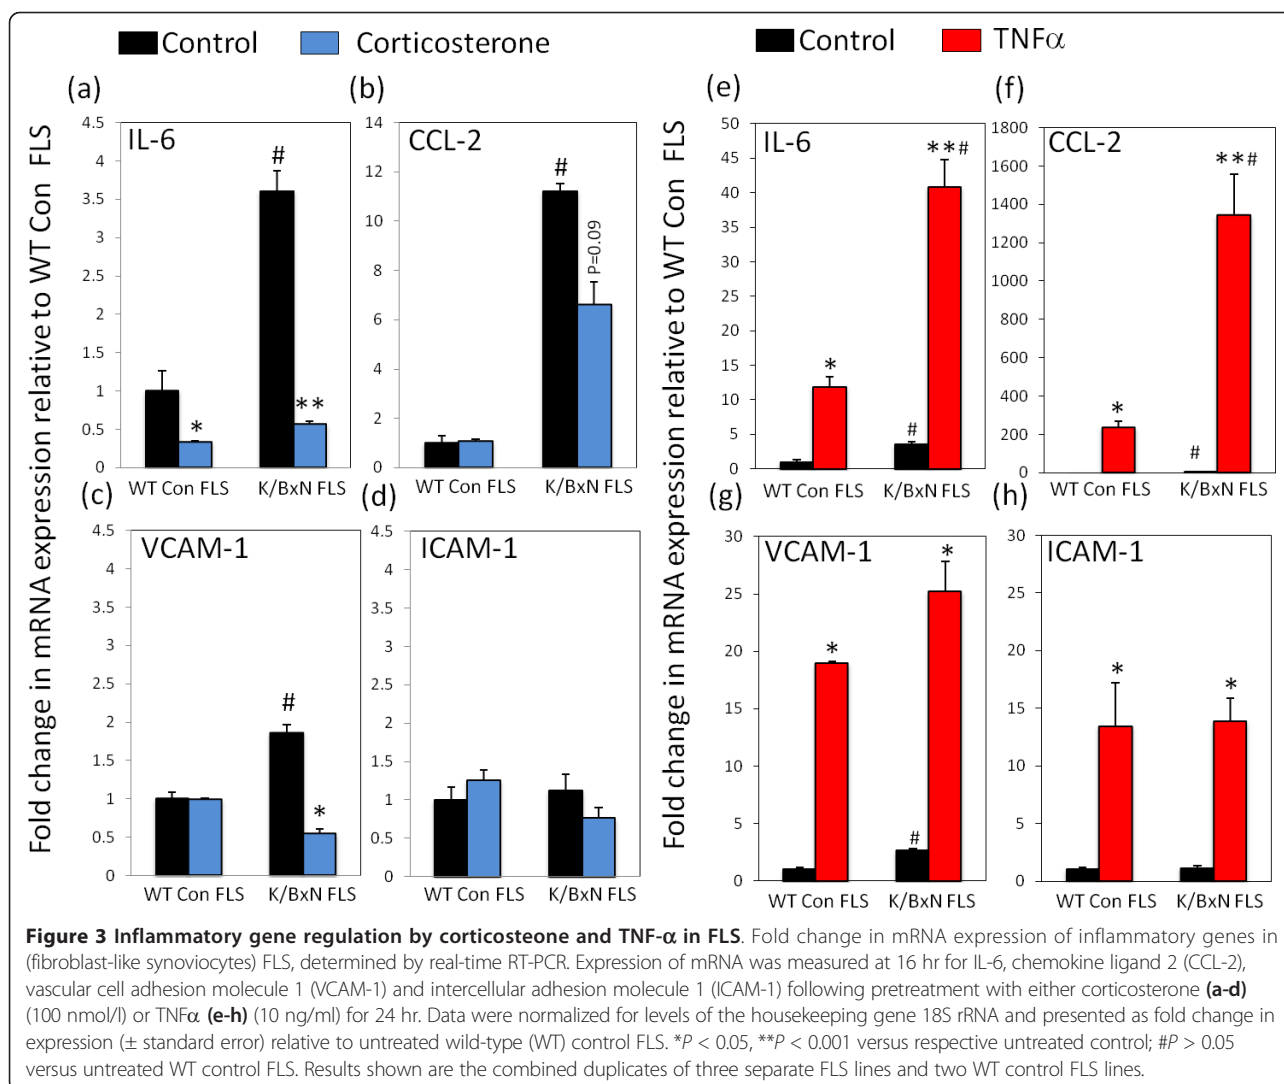 Control Corticosterone
Control TNFα
Fold change in mRNA expression relative to WT Con FLS
(a)
IL-6
4.5
4
3.5
3
2.5
2
1.5
1
0.5
0
*
#
**
WT Con FLS K/BxN FLS
(b)
CCL-2
14
12
10
8
6
4
2
0
#
P=0.09
WT Con FLS K/BxN FLS
(c)
VCAM-1
4.5
4
3.5
3
2.5
2
1.5
1
0.5
0
#
*
WT Con FLS K/BxN FLS
(d)
ICAM-1
4.5
4
3.5
3
2.5
2
1.5
1
0.5
0
WT Con FLS K/BxN FLS
Fold change in mRNA expression relative to WT Con FLS
(e)
IL-6
50
45
40
35
30
25
20
15
10
5
0
*
#
**#
WT Con FLS K/BxN FLS
(f)
CCL-2
1800
1600
1400
1200
1000
800
600
400
200
0
*
#
**#
WT Con FLS K/BxN FLS
(g)
VCAM-1
30
25
20
15
10
5
0
*
#
*
WT Con FLS K/BxN FLS
(h)
ICAM-1
30
25
20
15
10
5
0
*
*
WT Con FLS K/BxN FLS
Figure 3 Inflammatory gene regulation by corticosteone and TNF-α in FLS. Fold change in mRNA expression of inflammatory genes in
(fibroblast-like synoviocytes) FLS, determined by real-time RT-PCR. Expression of mRNA was measured at 16 hr for IL-6, chemokine ligand 2 (CCL-2),
vascular cell adhesion molecule 1 (VCAM-1) and intercellular adhesion molecule 1 (ICAM-1) following pretreatment with either corticosterone (a-d)
(100 nmol/l) or TNFα (e-h) (10 ng/ml) for 24 hr. Data were normalized for levels of the housekeeping gene 18S rRNA and presented as fold change in
expression (± standard error) relative to untreated wild-type (WT) control FLS. *P < 0.05, **P < 0.001 versus respective untreated control; #P > 0.05
versus untreated WT control FLS. Results shown are the combined duplicates of three separate FLS lines and two WT control FLS lines.